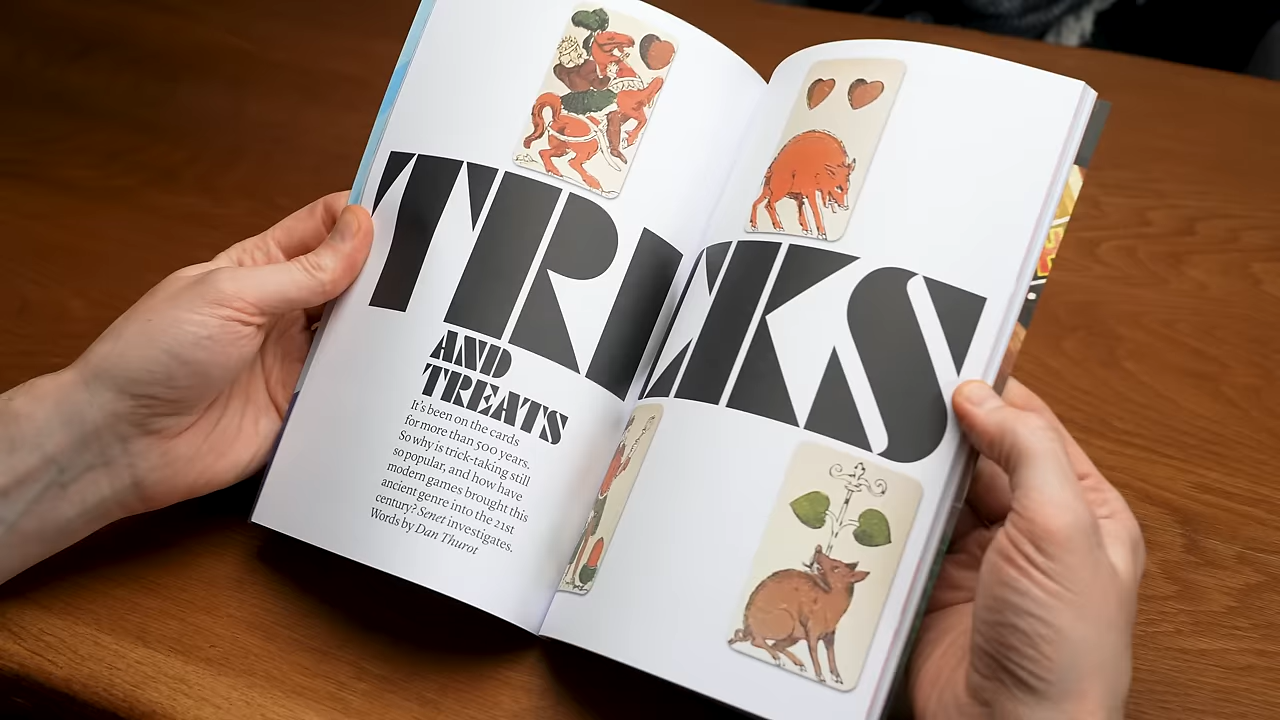 TRICKS
AND
TREATS
It's been on the cards
for more than 500 years.
So why is trick-taking still
so popular, and how have
modern games brought this
ancient genre into the 21st
century? Senet investigates.
Words by Dan Thurot